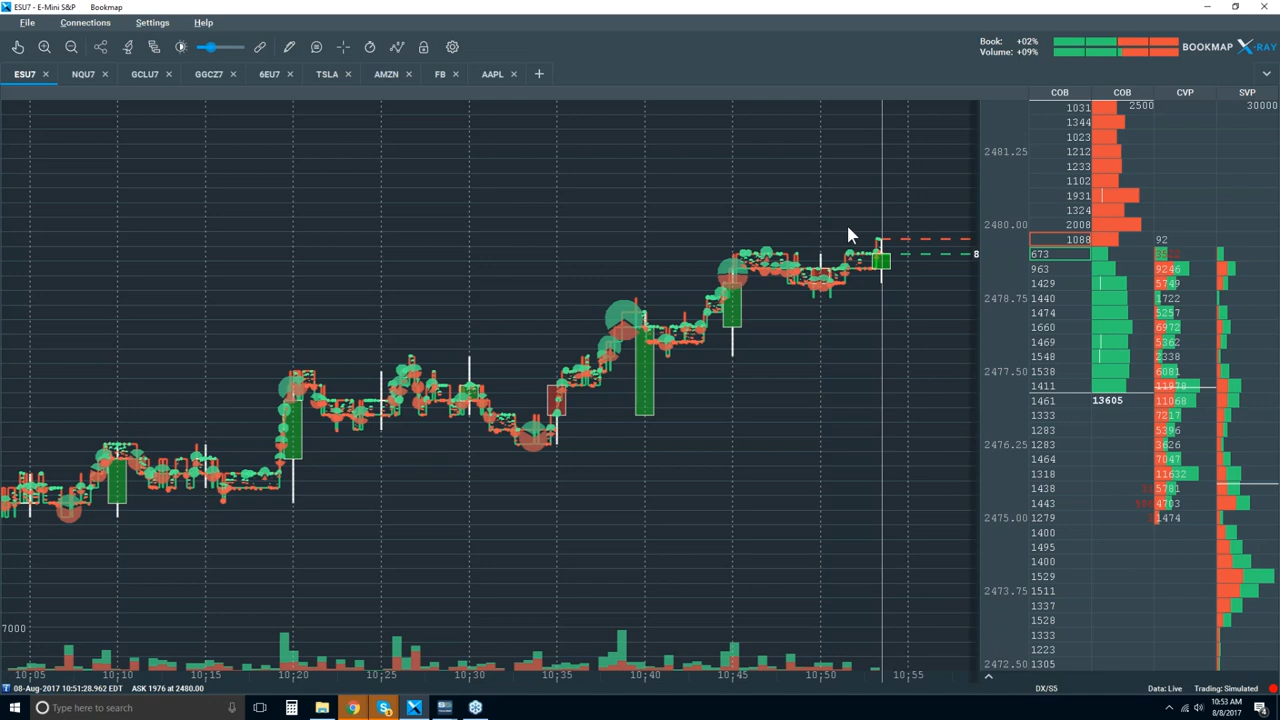 ESU7 - E-Mini S&P Bookmap
File Connections Settings Help
Book: +02%
Volume: +09%
BOOKMAP X-RAY
ESU7 NQU7 GCLU7 GGCZ7 6EU7 TSLA AMZN FB AAPL
COB COB CVP SVP
1031 2500 30000
1344
1023
2481.25 1212
1233
1102
1931
1324
2480.00 2008
1088 92
8 673
963 9246
1429 5749
2478.75 1440 1722
1474 5257
1660 6972
1469 5362
1548 2338
2477.50 1538 6081
1411 11978
1461 13605 11068
1333 7217
1283 5396
2476.25 1283 3626
1464 7047
1318 11632
1438 5781
1443 4703
2475.00 1279 1474
1400
1495
1400
1529
2473.75 1511
1337
7000 1528
1333
1223
2472.50 1305
10:05 10:10 10:15 10:20 10:25 10:30 10:35 10:40 10:45 10:50 10:55
08-Aug-2017 10:51:28.962 EDT ASK 1976 at 2480.00 DX/S5 Data: Live Trading: Simulated
Type here to search
10:53 AM
8/8/2017
4